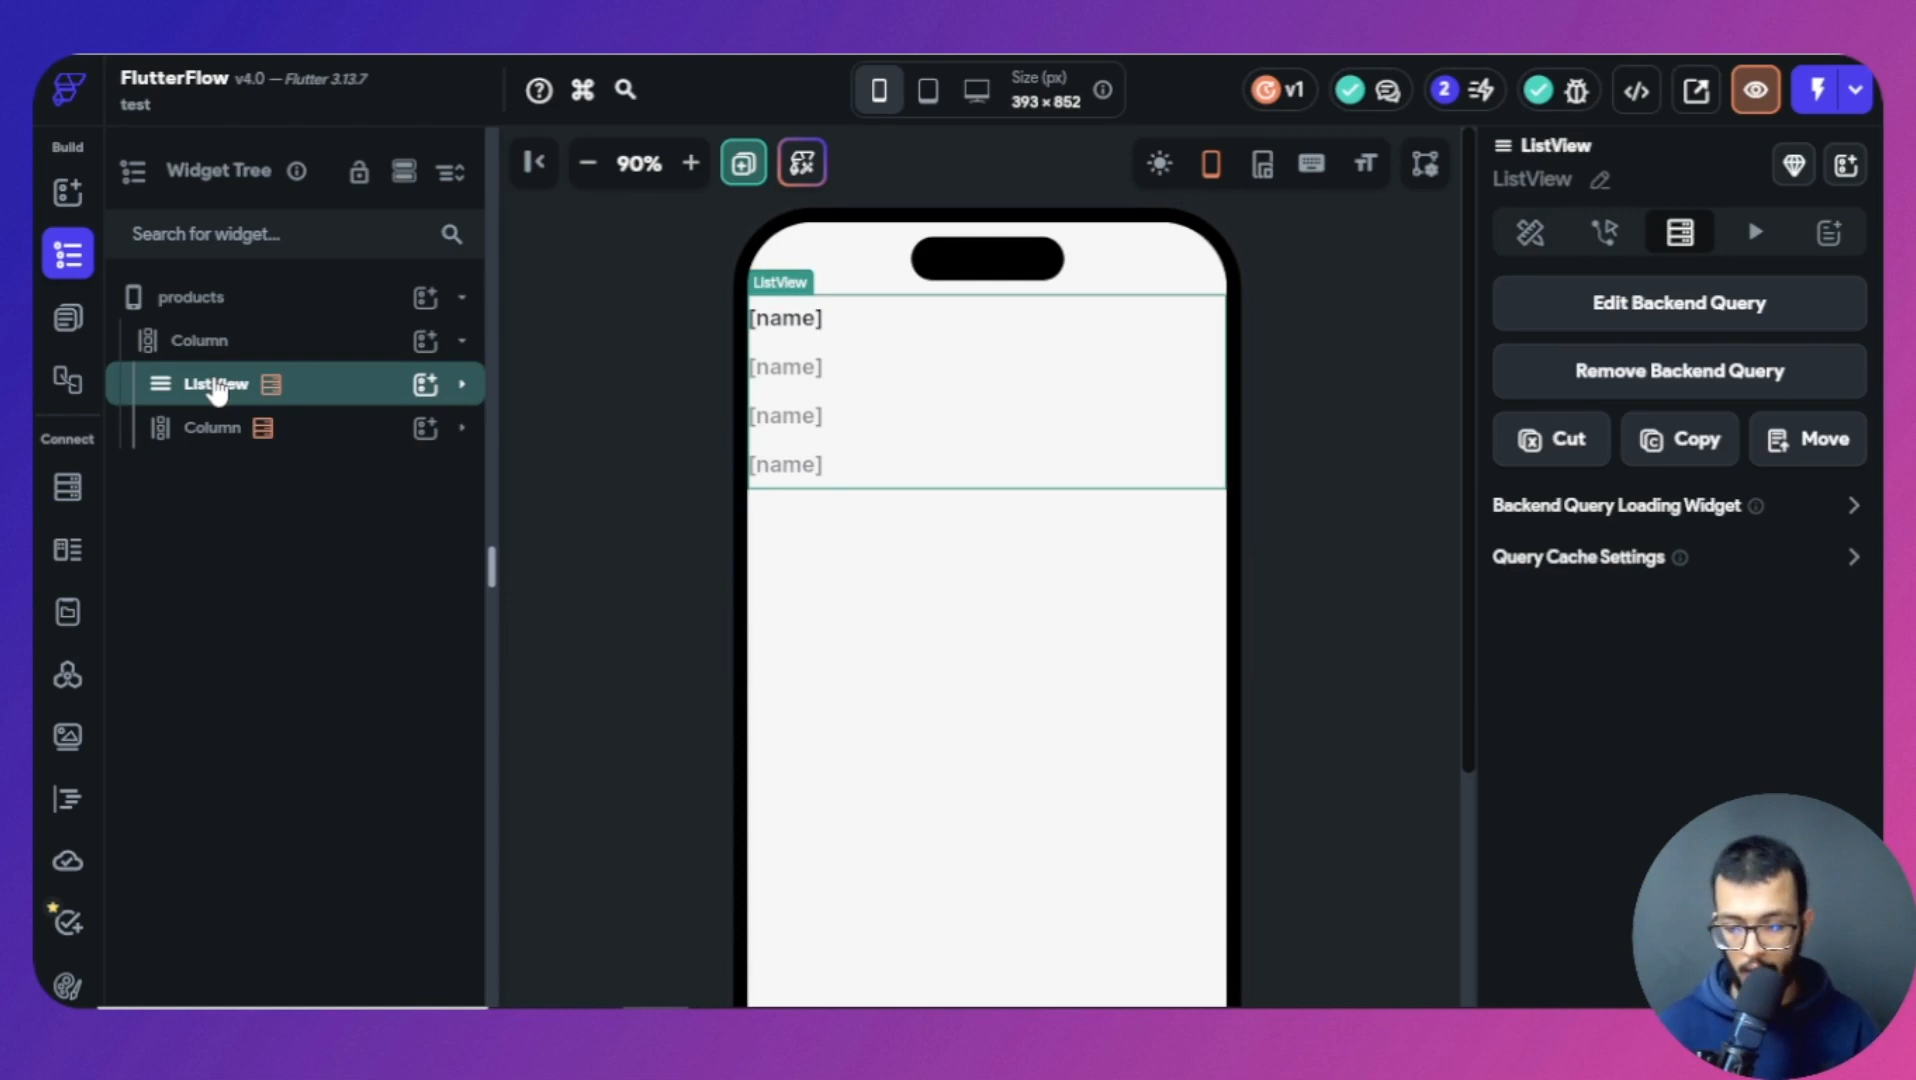 FlutterFlow v4.0 — Flutter 3.13.7
test
Size (px)
393 × 852
v1
2
Build
Widget Tree
Search for widget...
products
Column
ListView
Column
Connect
90%
ListView
[name]
[name]
[name]
[name]
ListView
ListView
Edit Backend Query
Remove Backend Query
Cut
Copy
Move
Backend Query Loading Widget
Query Cache Settings